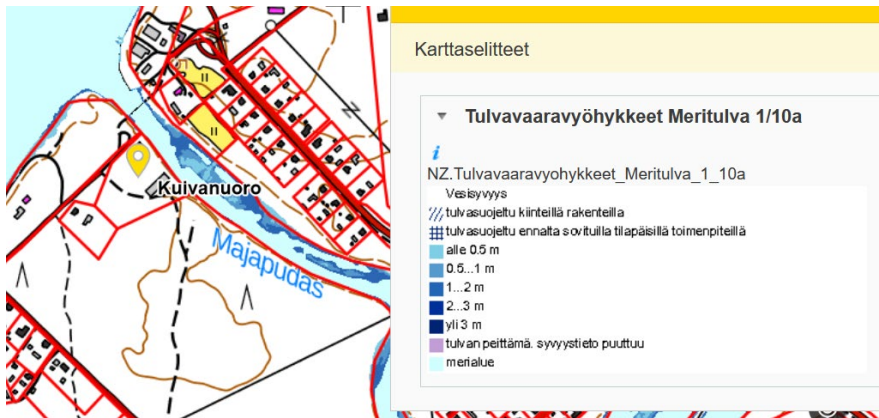 Karttaselitteet
Tulvavaaravyöhykkeet Meritulva 1/10a
i
NZ.Tulvavaaravyohykkeet_Meritulva_1_10a
Vesisyvyys
tulvasuojeltu kiinteillä rakenteilla
tulvasuojeltu ennalta sovituilla tilapäisillä toimenpiteillä
alle 0.5 m
0.5...1 m
1...2 m
2...3 m
yli 3 m
tulvan peittämä. syvyystieto puuttuu
merialue
II
II
Kuivanuoro
Majapudas